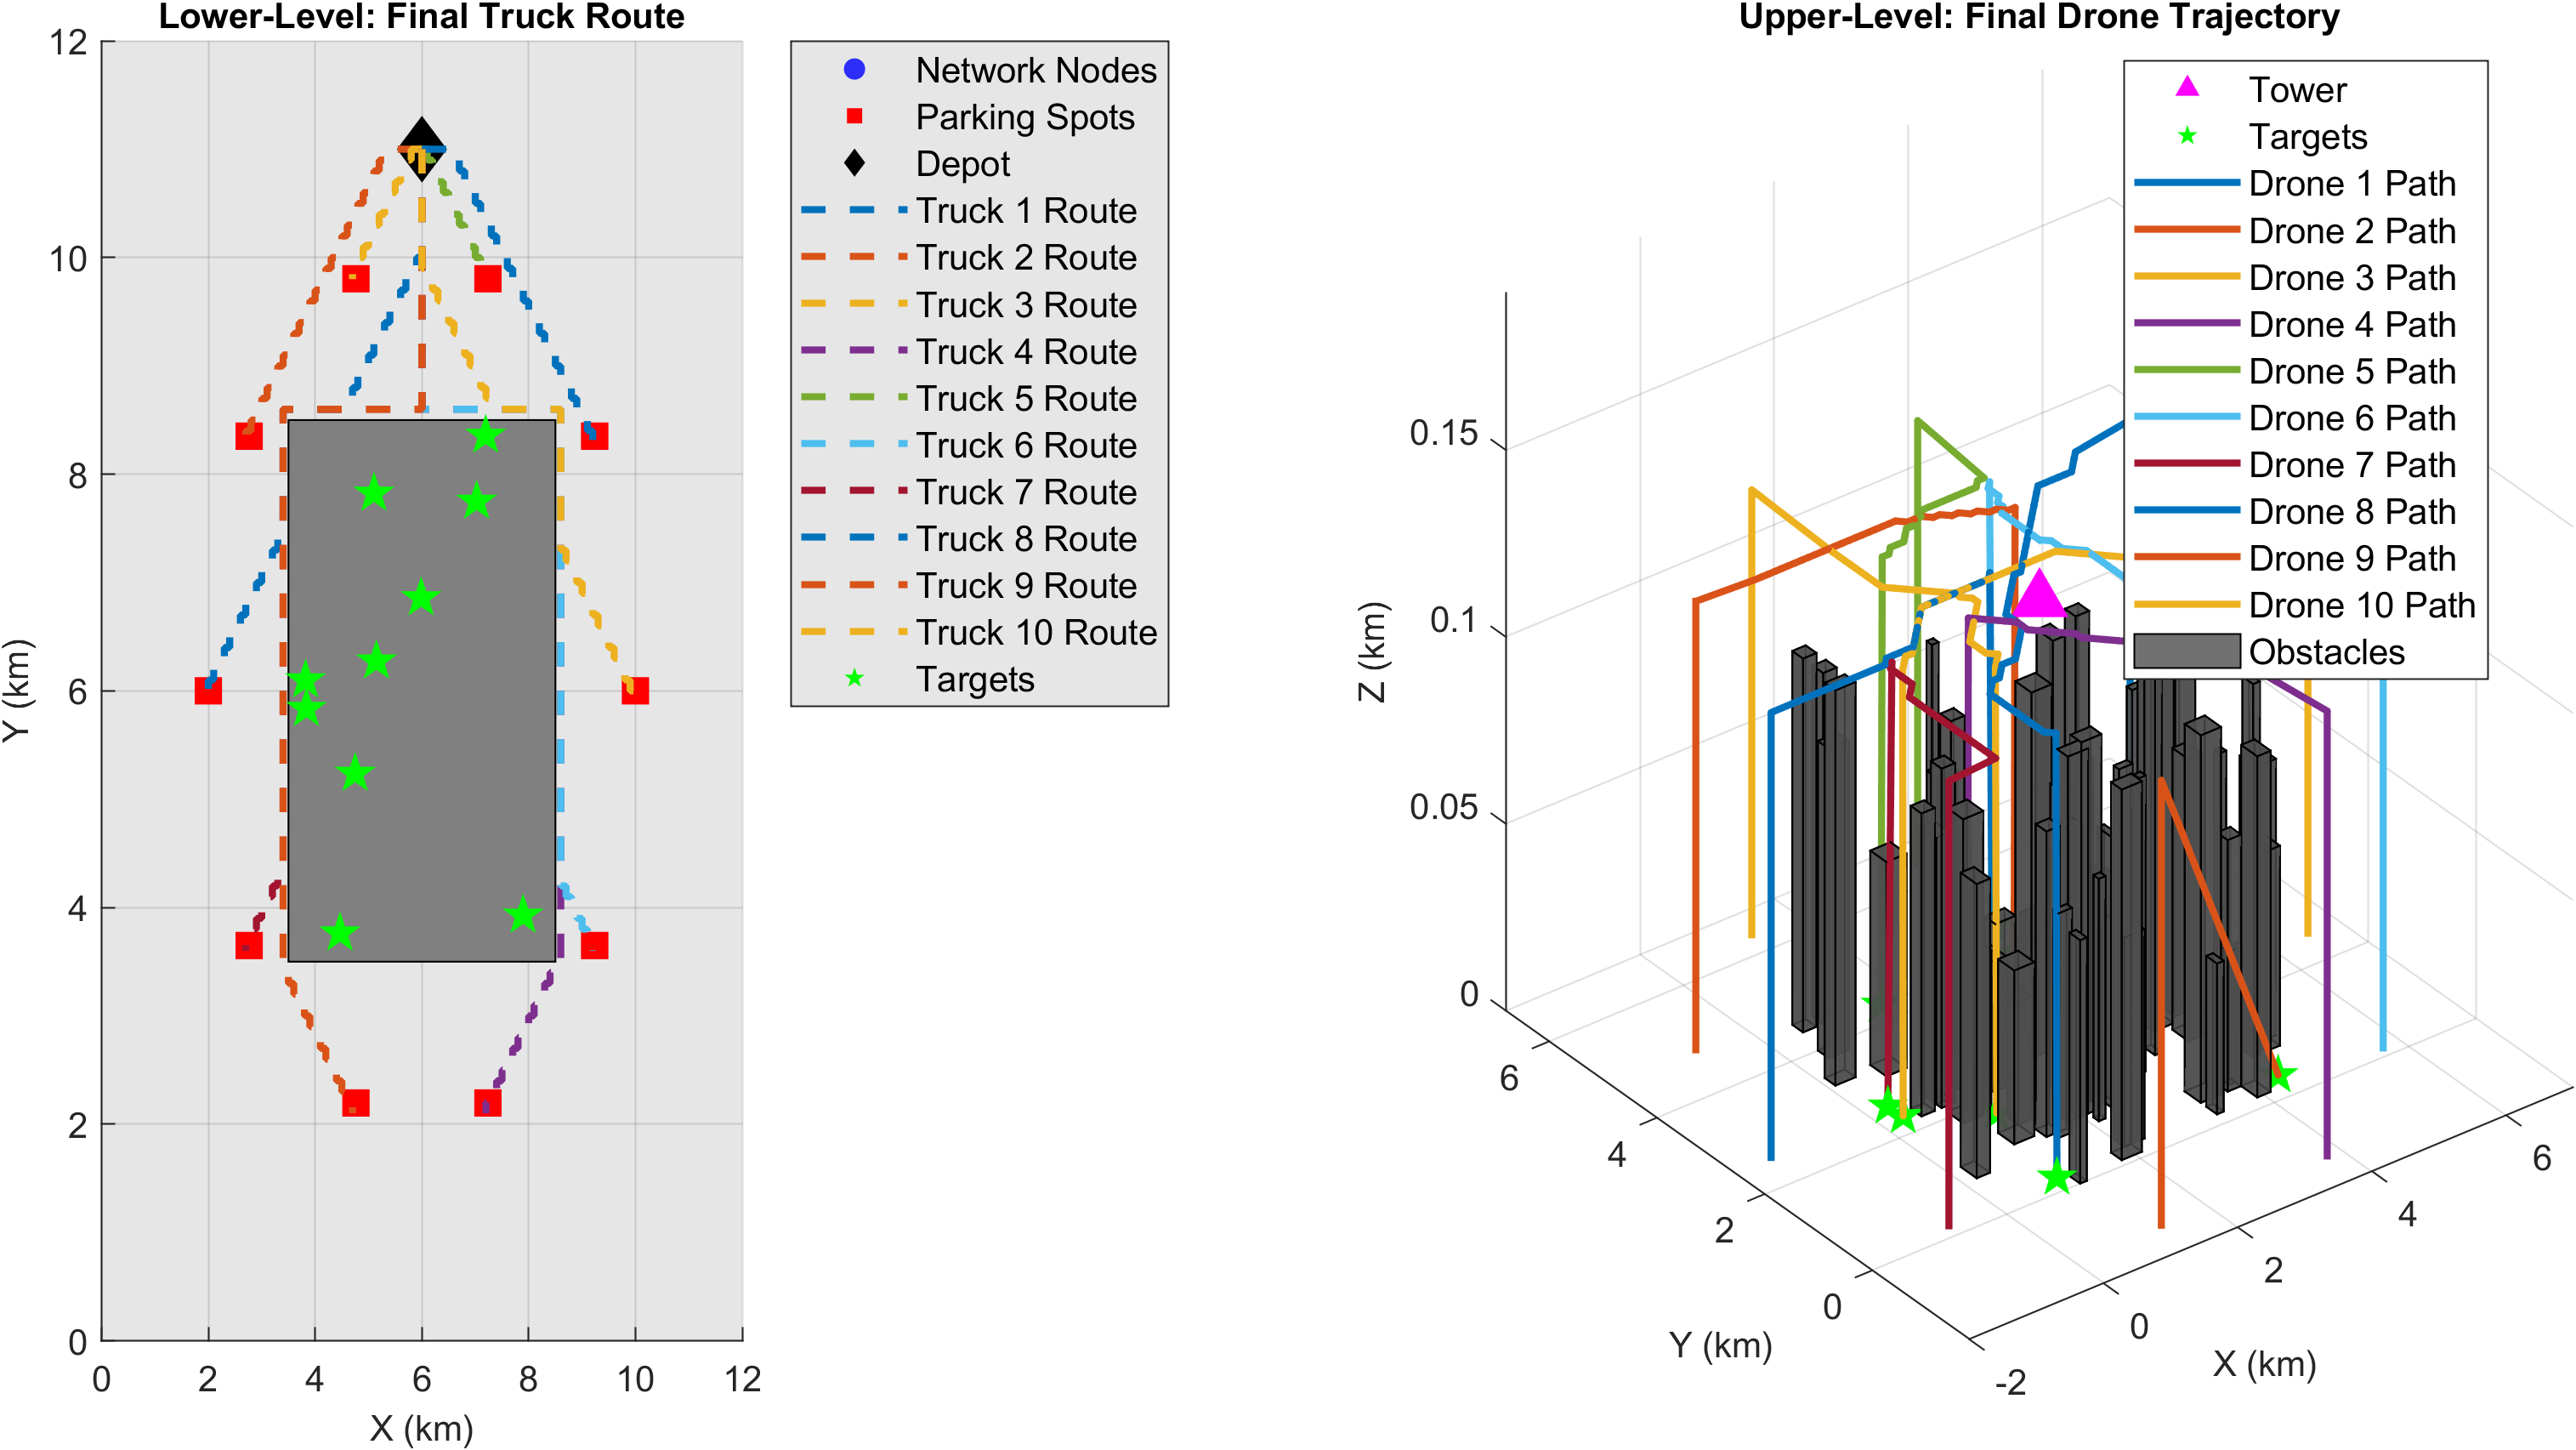 Lower-Level: Final Truck Route
12
10
8
6
4
2
0
0 2 4 6 8 10 12
Y (km)
X (km)
Network Nodes
Parking Spots
Depot
Truck 1 Route
Truck 2 Route
Truck 3 Route
Truck 4 Route
Truck 5 Route
Truck 6 Route
Truck 7 Route
Truck 8 Route
Truck 9 Route
Truck 10 Route
Targets
Upper-Level: Final Drone Trajectory
Tower
Targets
Drone 1 Path
Drone 2 Path
Drone 3 Path
Drone 4 Path
Drone 5 Path
Drone 6 Path
Drone 7 Path
Drone 8 Path
Drone 9 Path
Drone 10 Path
Obstacles
0.15
0.1
0.05
0
Z (km)
6
4
2
0
-2
Y (km)
0
2
4
6
X (km)